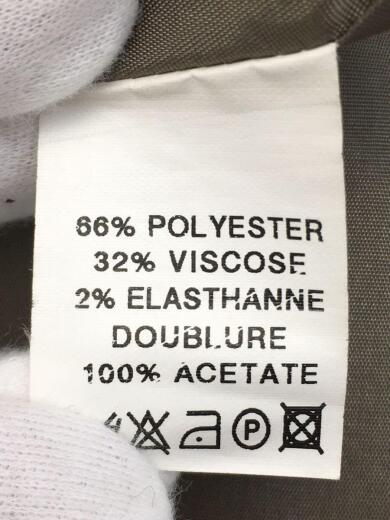 66% POLYESTER
32% VISCOSE
2% ELASTHANNE
DOUBLURE
100% ACETATE
P